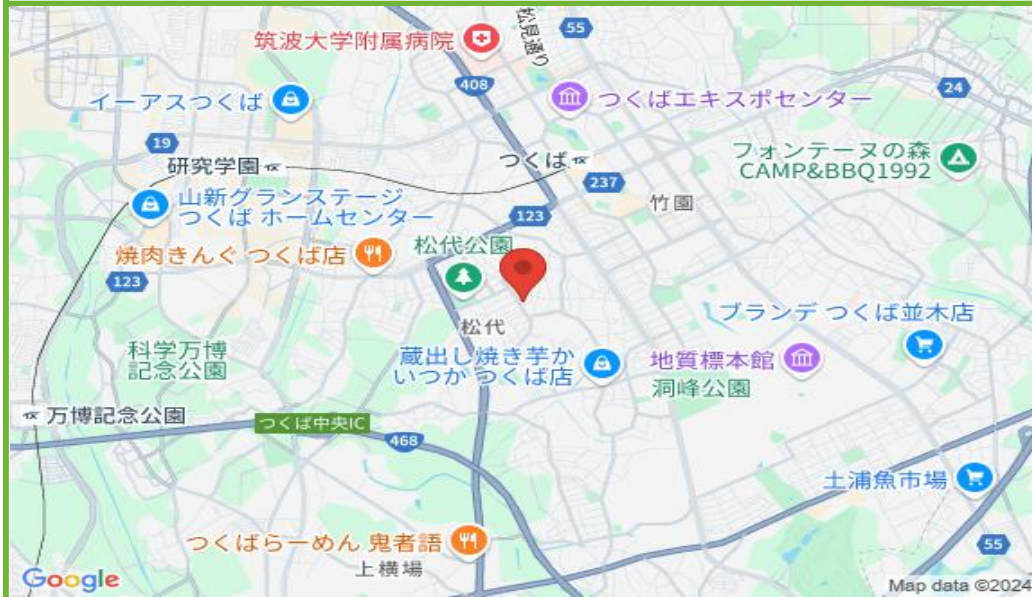 松見通り
55
筑波大学附属病院
408
イーアスつくば
つくばエキスポセンター
24
19
研究学園
つくば
フォンテーヌの森
CAMP&BBQ1992
237
山新グランステージ
つくば ホームセンター
竹園
123
松代公園
焼肉きんぐ つくば店
123
ブランデ つくば並木店
松代
科学万博
記念公園
蔵出し焼き芋か
いつか つくば店
地質標本館
洞峰公園
万博記念公園
つくば中央IC
468
土浦魚市場
つくばらーめん 鬼者語
55
上横場
Google
Map data ©2024